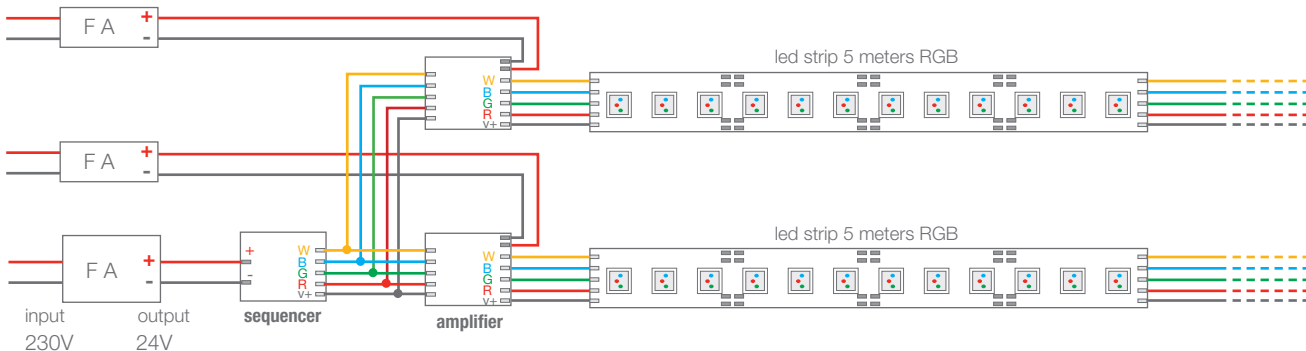 F A + -
led strip 5 meters RGB
W
B
G
R
V+
F A + -
led strip 5 meters RGB
F A + -
+ -
W
B
G
R
V+
W
B
G
R
V+
input 230V
output 24V
sequencer
amplifier